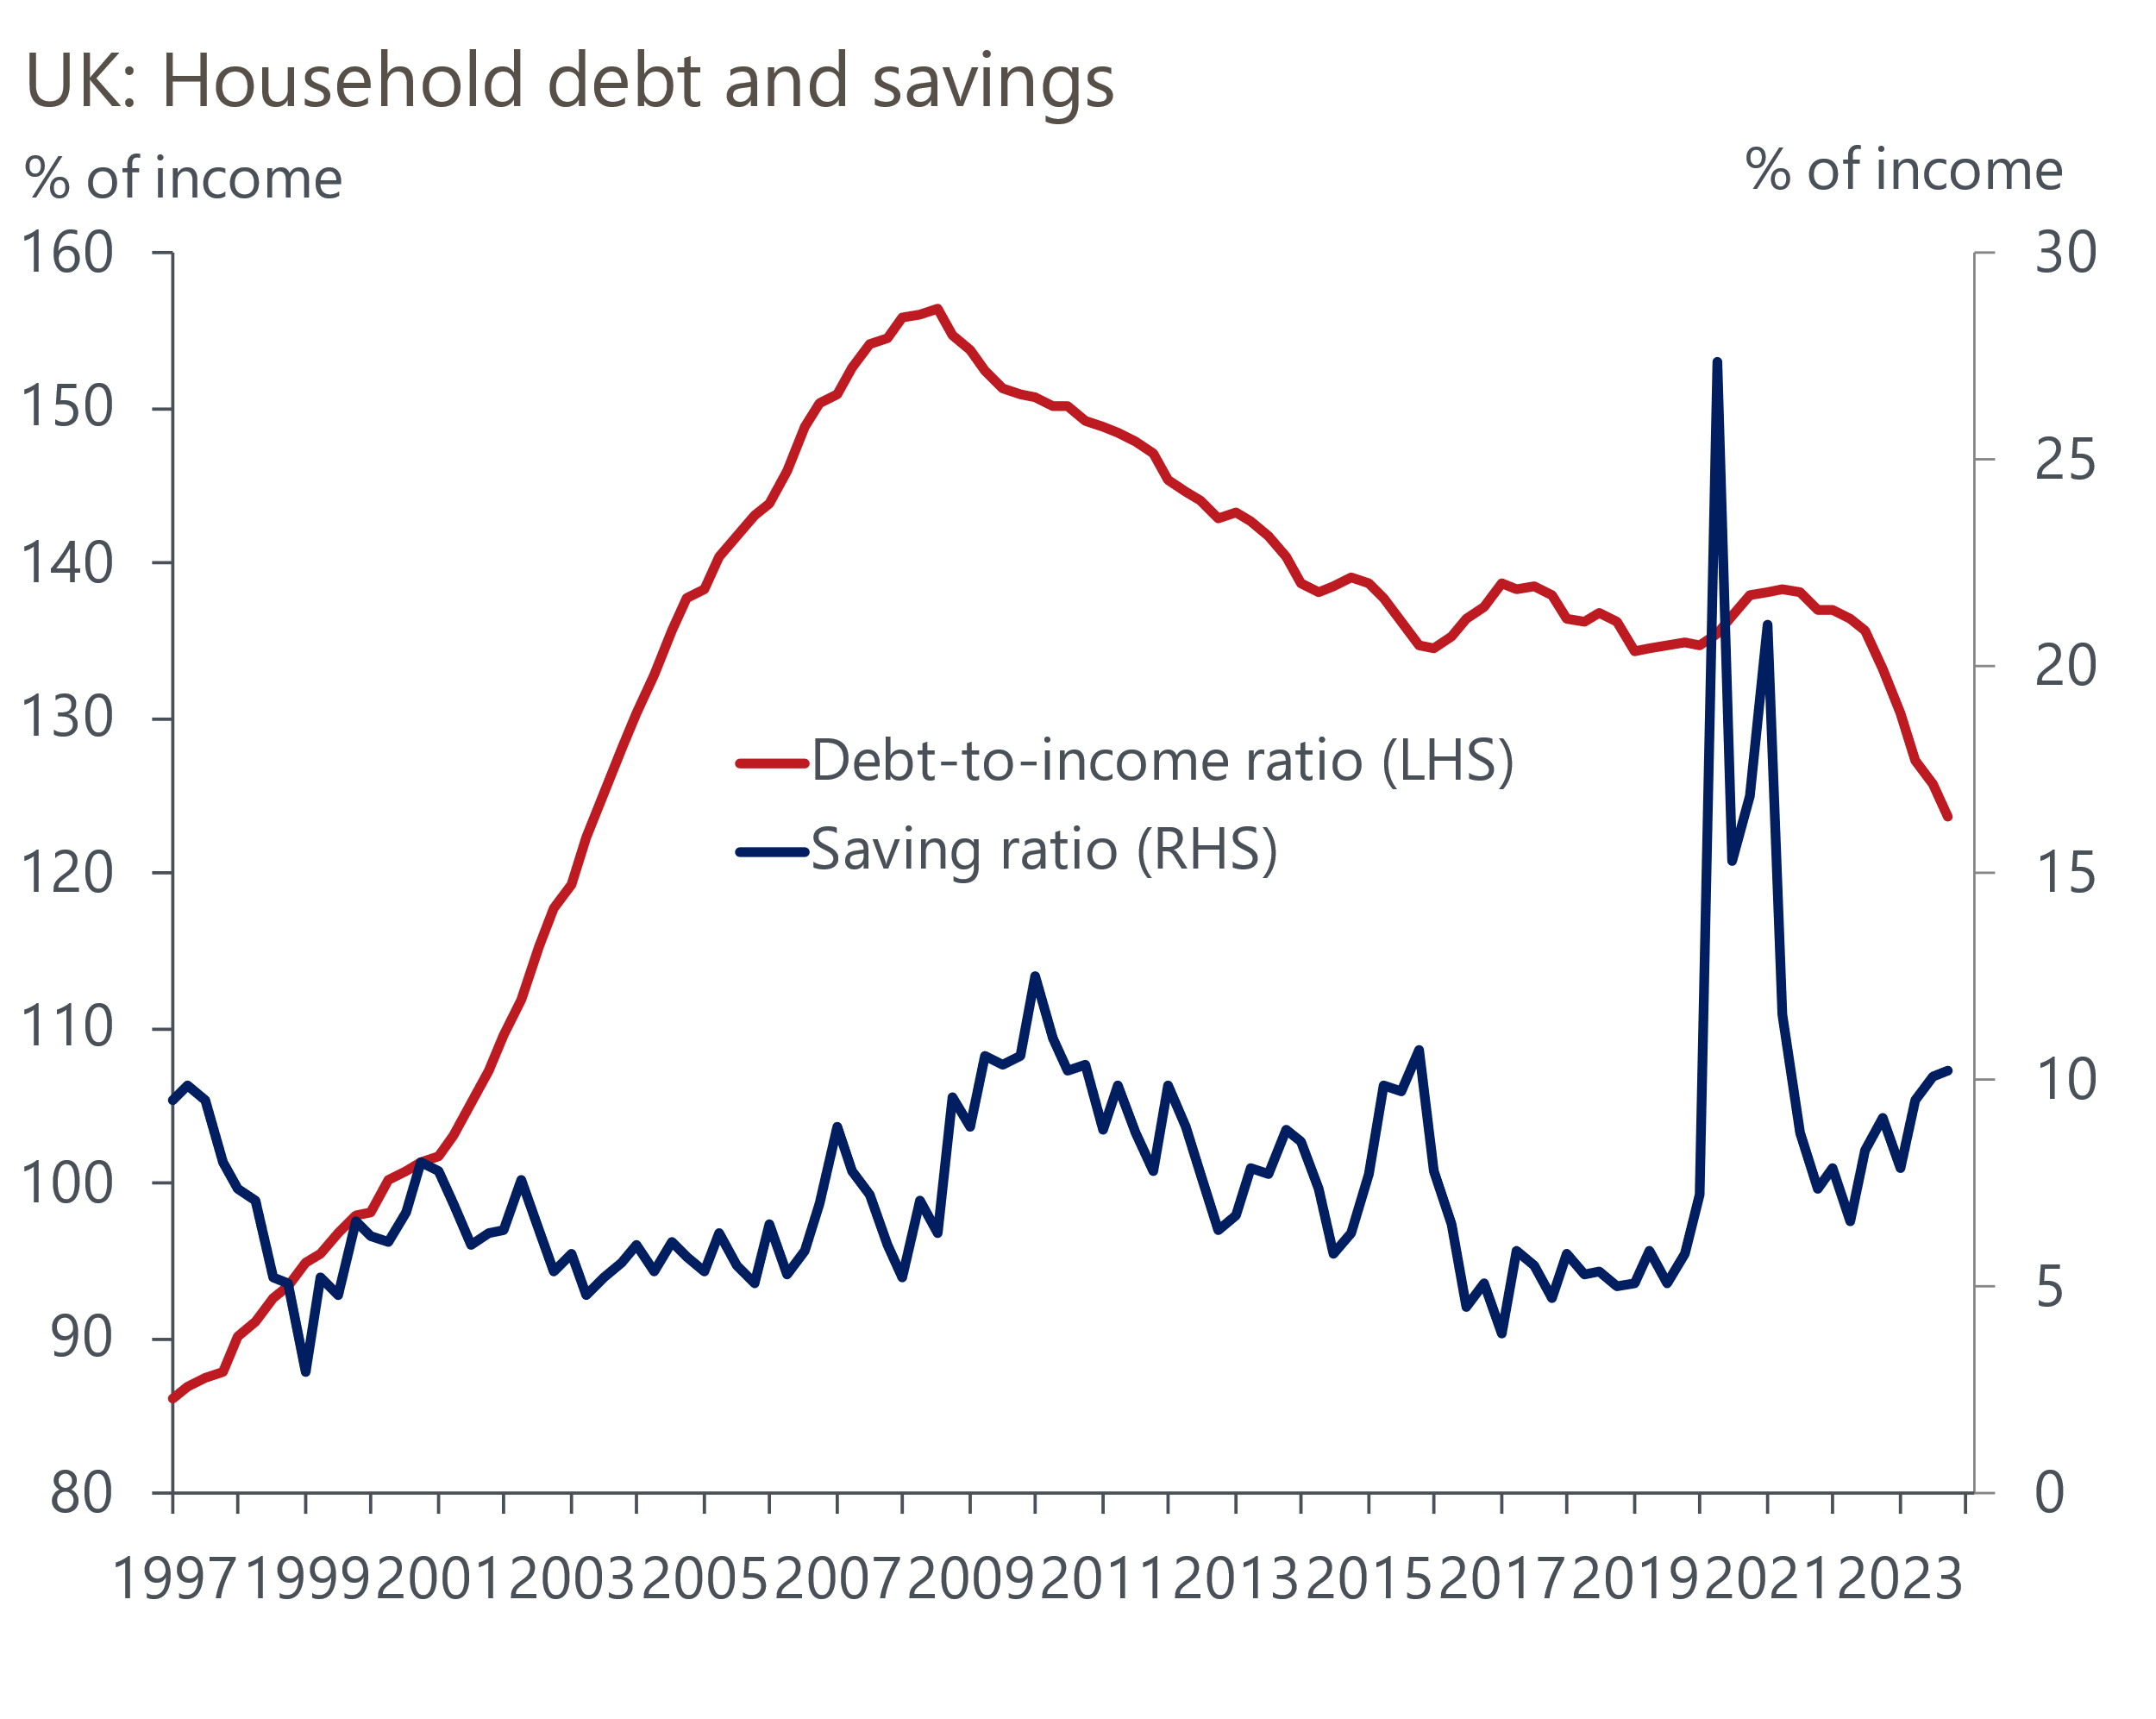 UK: Household debt and savings
% of income % of income
160 30
150
25
140
20
130
Debt-to-income ratio (LHS)
Saving ratio (RHS)
120 15
110
10
100
5
90
80 0
1997 1999 2001 2003 2005 2007 2009 2011 2013 2015 2017 2019 2021 2023